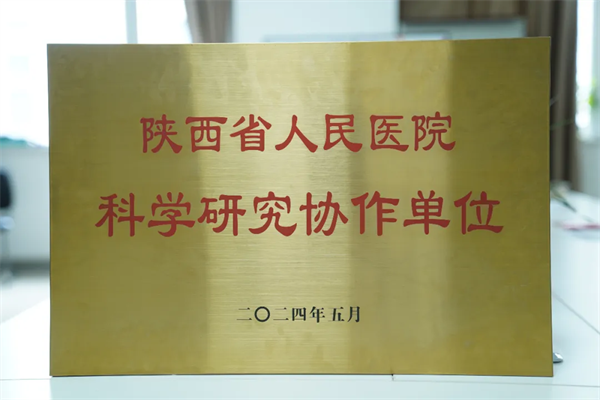 陕西省人民医院
科学研究协作单位
二〇二四年五月